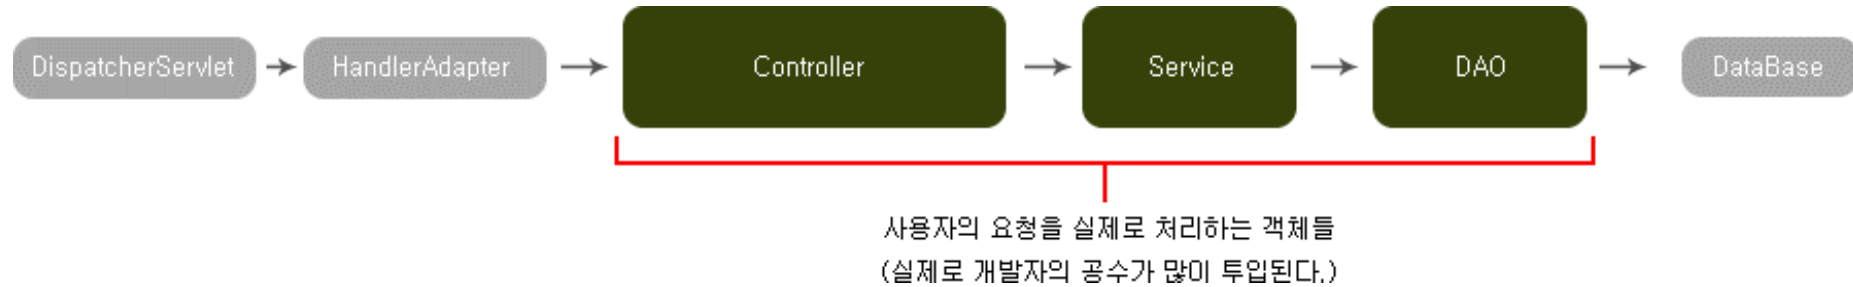 DispatcherServlet
HandlerAdapter
Controller
Service
DAO
DataBase
사용자의 요청을 실제로 처리하는 객체들
(실제로 개발자의 공수가 많이 투입된다.)